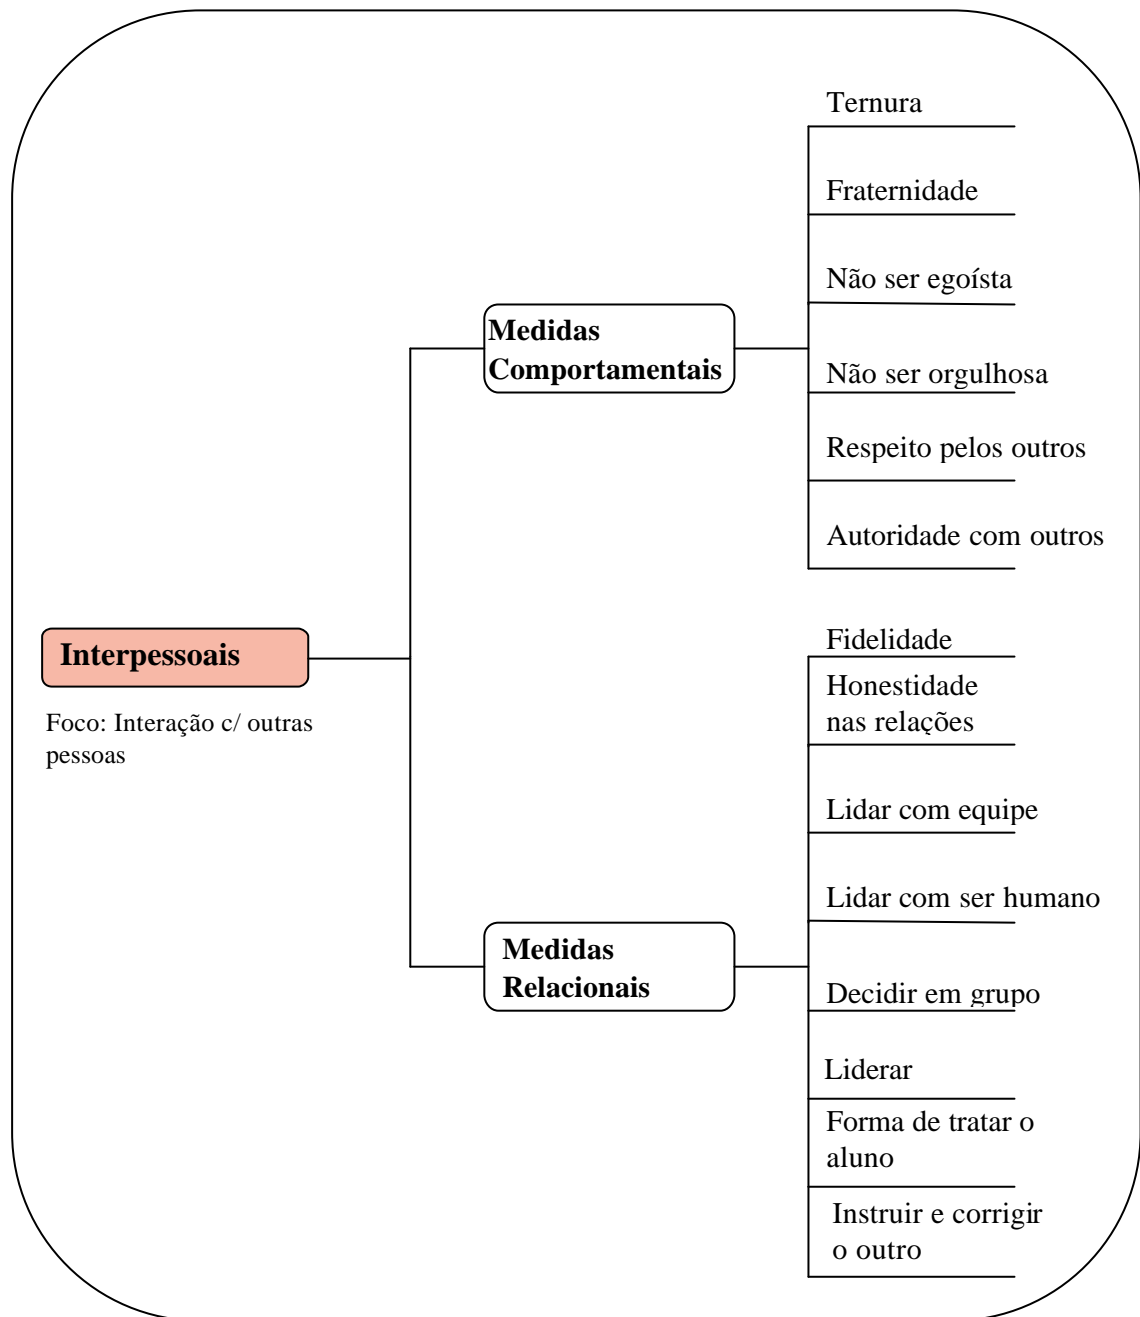 Ternura
Fraternidade
Não ser egoísta
Medidas
Comportamentais
Não ser orgulhosa
Respeito pelos outros
Autoridade com outros
Interpessoais
Foco: Interação c/ outras
pessoas
Fidelidade
Honestidade
nas relações
Lidar com equipe
Lidar com ser humano
Medidas
Relacionais
Decidir em grupo
Liderar
Forma de tratar o
aluno
Instruir e corrigir
o outro